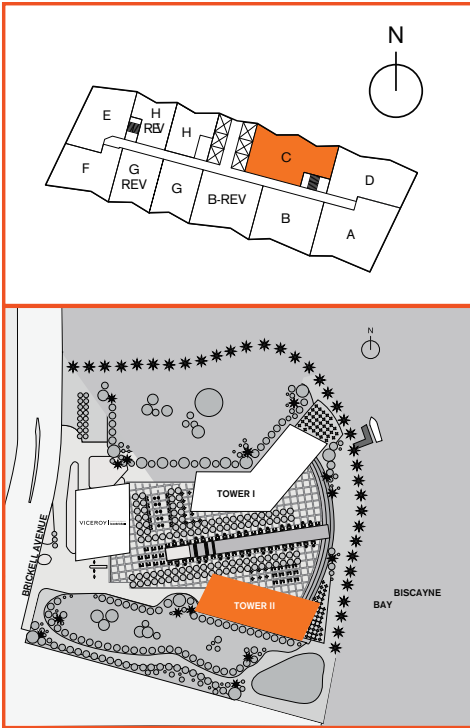 N
E
H
REV
H
C
D
F
G
REV
G
B-REV
B
A
N
TOWER I
VICEROY
BRICKELL AVENUE
BISCAYNE
BAY
TOWER II